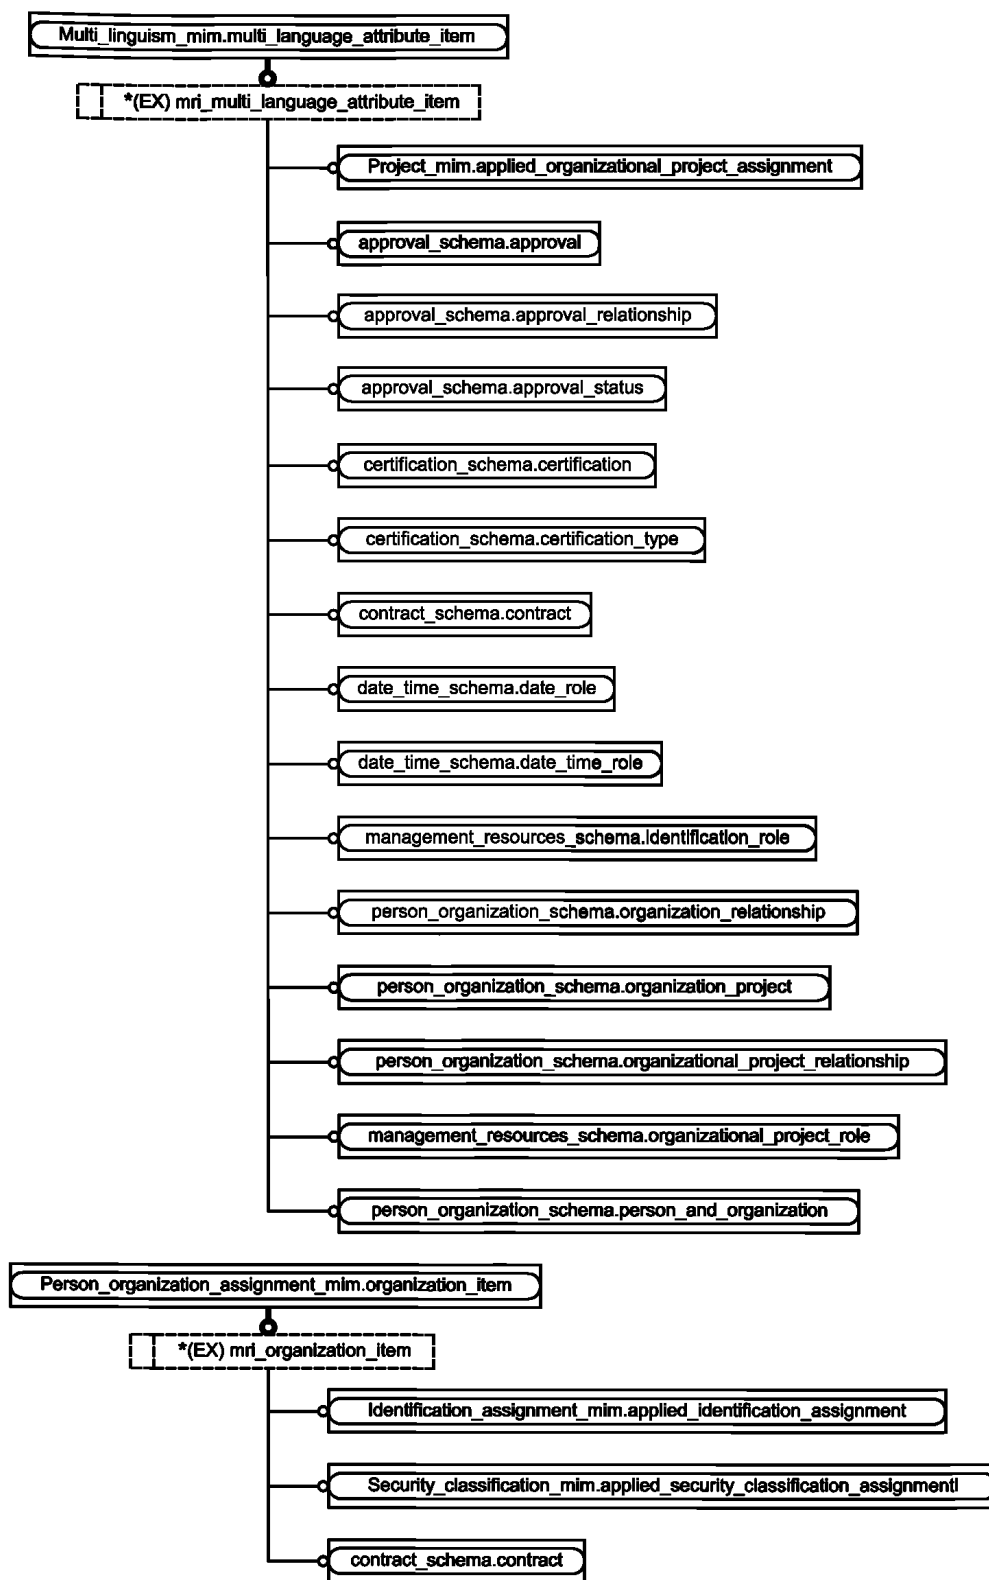 Multi_linguism_mim.multi_language_attribute_item
*(EX) mri_multi_language_attribute_item
Project_mim.applied_organizational_project_assignment
approval_schema.approval
approval_schema.approval_relationship
approval_schema.approval_status
certification_schema.certification
certification_schema.certification_type
contract_schema.contract
date_time_schema.date_role
date_time_schema.date_time_role
management_resources_schema.identification_role
person_organization_schema.organization_relationship
person_organization_schema.organization_project
person_organization_schema.organizational_project_relationship
management_resources_schema.organizational_project_role
person_organization_schema.person_and_organization
Person_organization_assignment_mim.organization_item
*(EX) mri_organization_item
Identification_assignment_mim.applied_identification_assignment
Security_classification_mim.applied_security_classification_assignmentl
contract_schema.contract